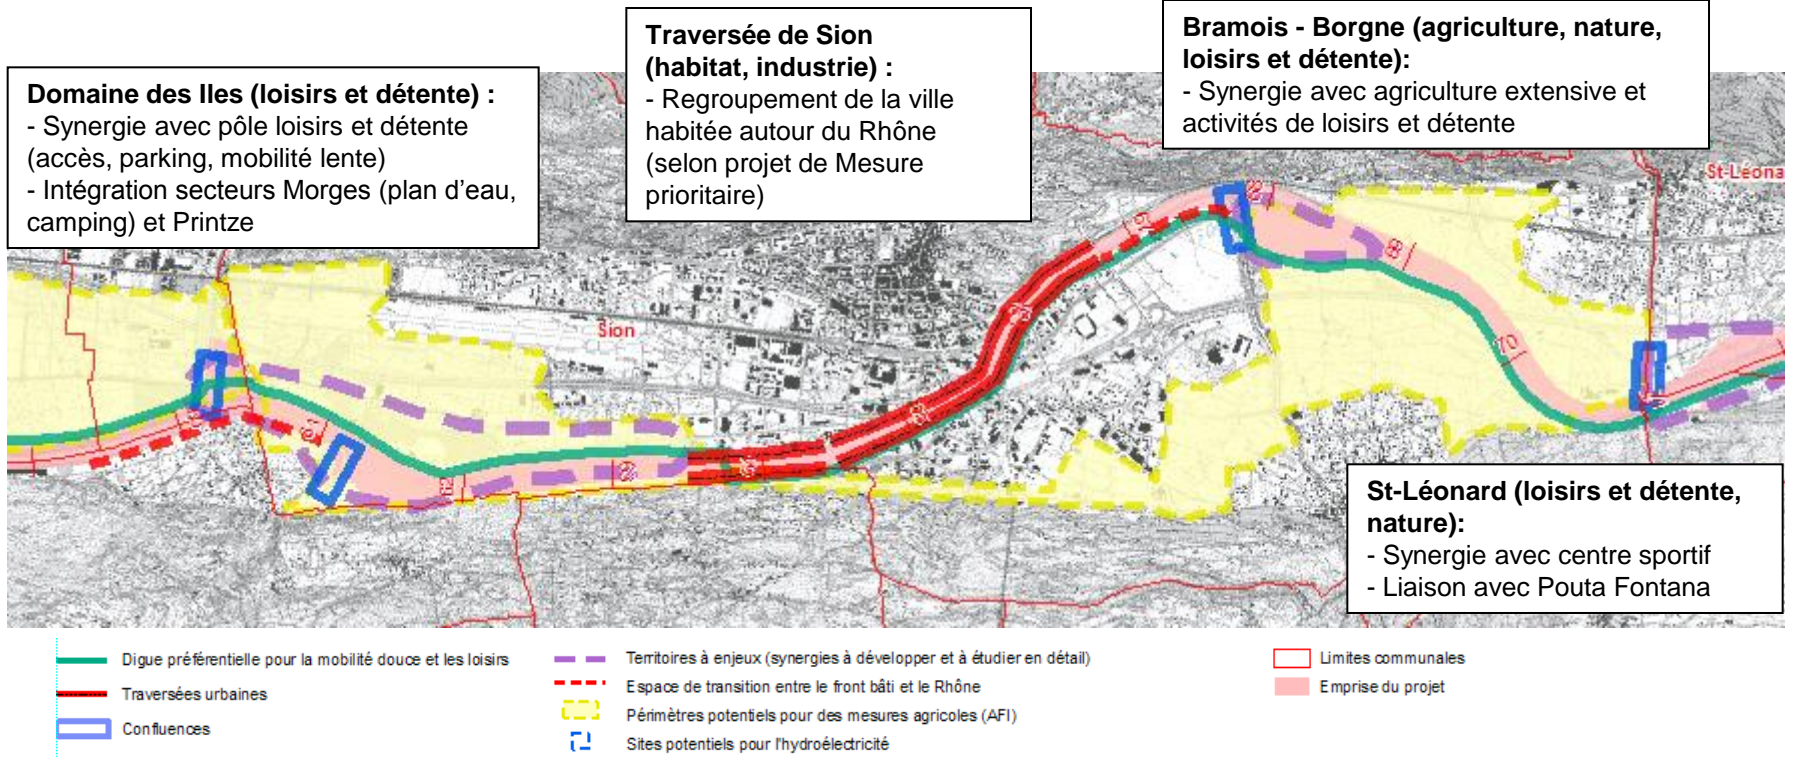 Domaine des Iles (loisirs et détente) :
- Synergie avec pôle loisirs et détente
(accès, parking, mobilité lente)
- Intégration secteurs Morges (plan d'eau,
camping) et Printze
Traversée de Sion
(habitat, industrie) :
- Regroupement de la ville
habitée autour du Rhône
(selon projet de Mesure
prioritaire)
Bramois - Borgne (agriculture, nature,
loisirs et détente):
- Synergie avec agriculture extensive et
activités de loisirs et détente
St-Léona
Sion
70
St-Léonard (loisirs et détente,
nature):
- Synergie avec centre sportif
- Liaison avec Pouta Fontana
Digue préférentielle pour la mobilité douce et les loisirs
Traversées urbaines
Confluences
Territoires à enjeux (synergies à développer et à étudier en détail)
Espace de transition entre le front bâti et le Rhône
Périmètres potentiels pour des mesures agricoles (AFI)
Sites potentiels pour l'hydroélectricité
Limites communales
Emprise du projet